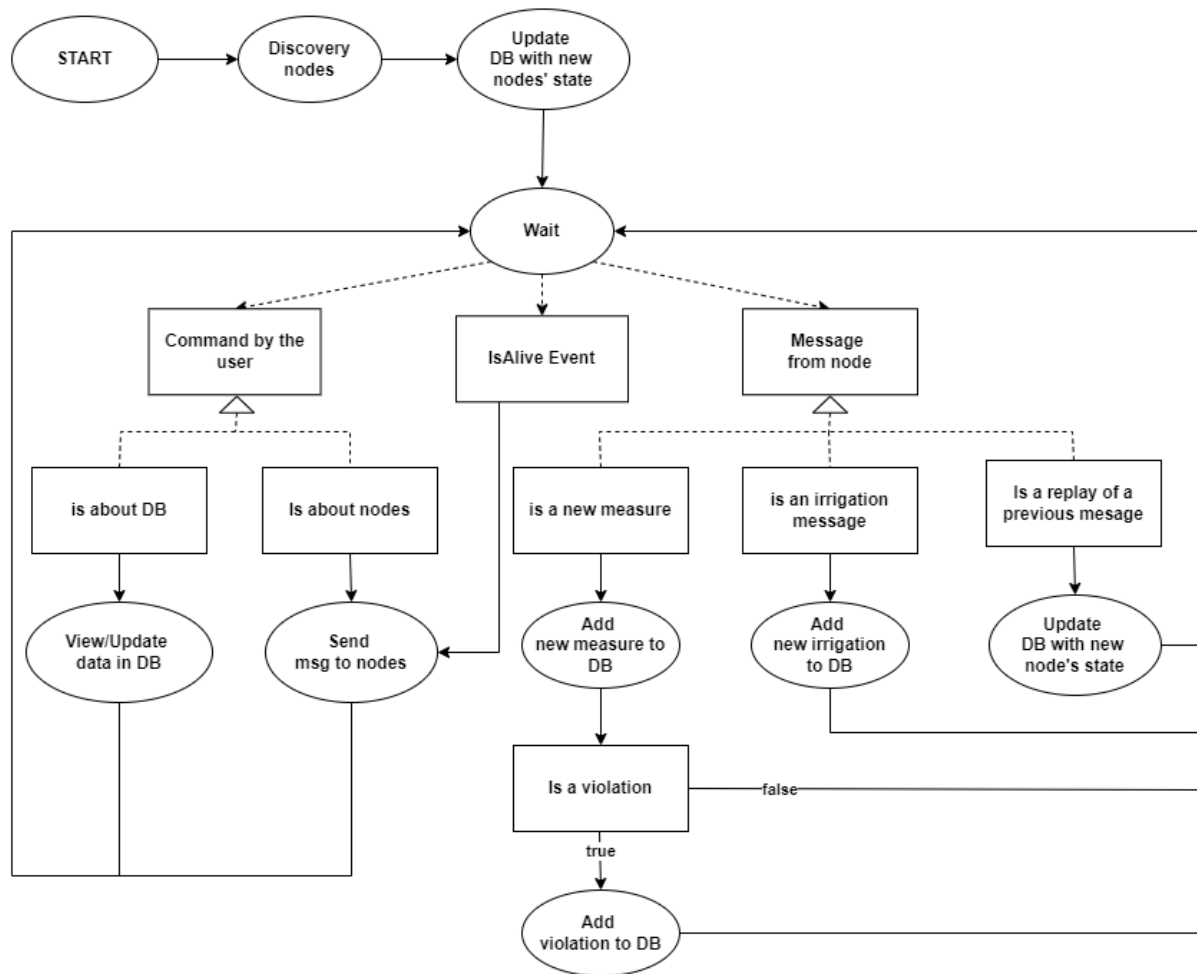 START
Discovery
nodes
Update
DB with new
nodes' state
Wait
Command by the
user
IsAlive Event
Message
from node
is about DB
Is about nodes
is a new measure
is an irrigation
message
Is a replay of a
previous mesage
View/Update
data in DB
Send
msg to nodes
Add
new measure to
DB
Add
new irrigation
to DB
Update
DB with new
node's state
Is a violation
false
true
Add
violation to DB